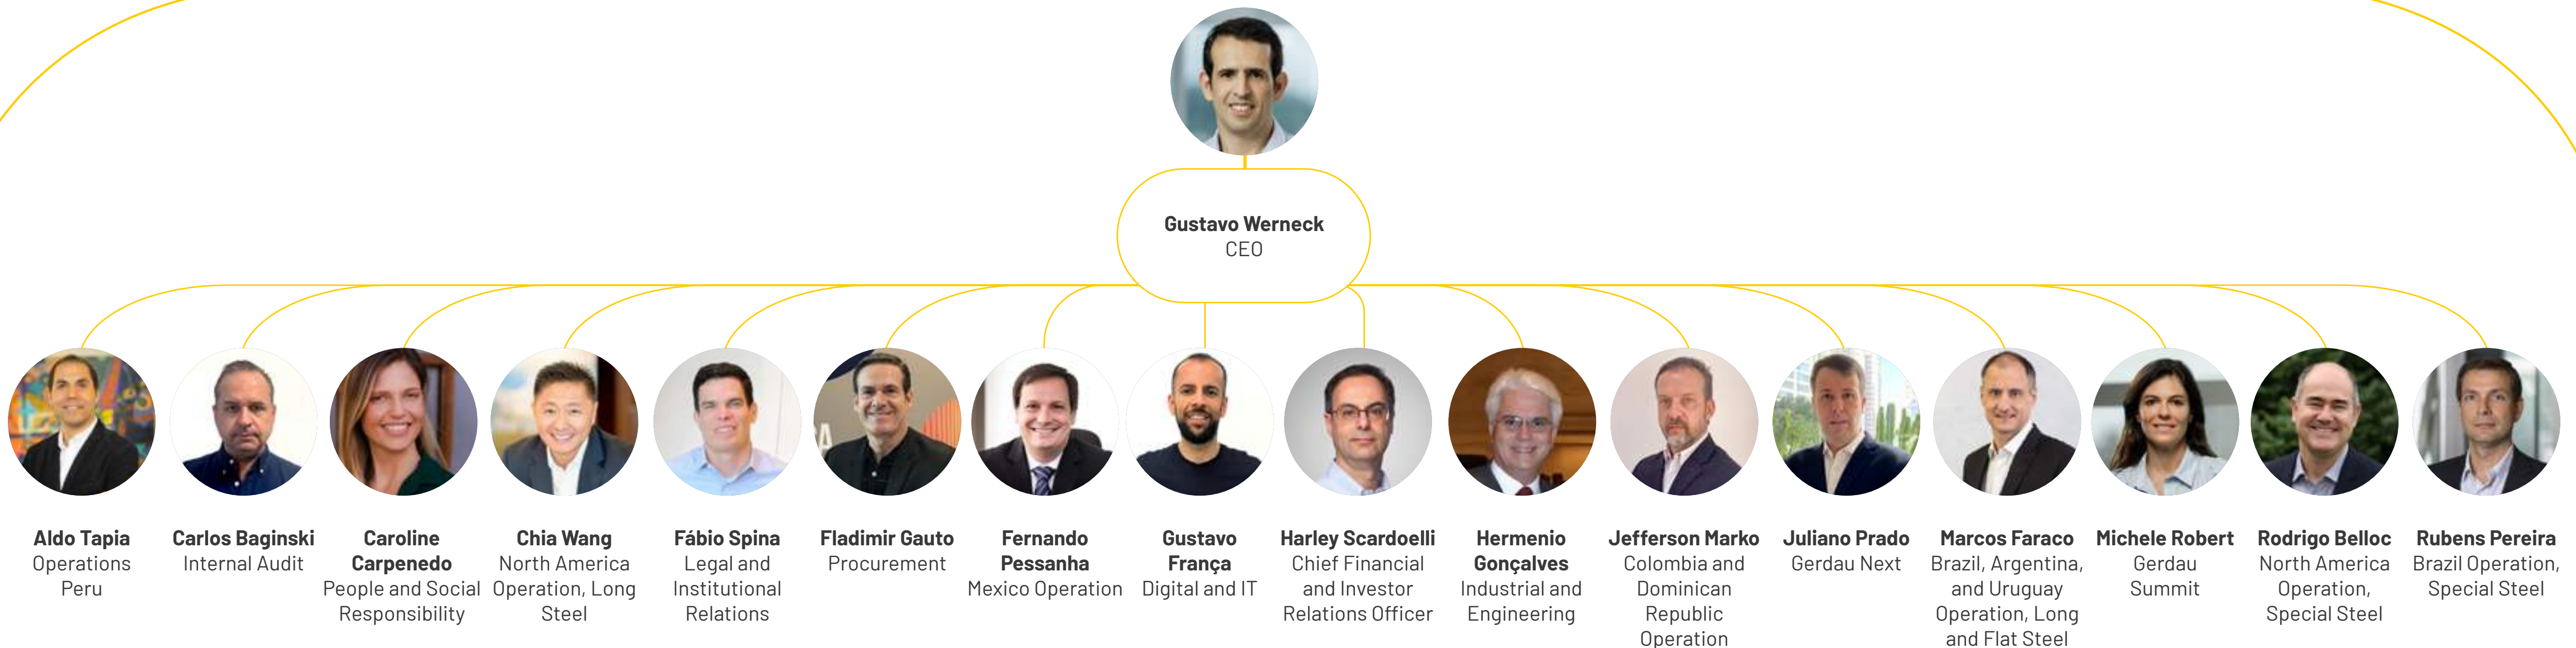 Gustavo Werneck
CEO
Aldo Tapia
Operations
Peru
Carlos Baginski
Internal Audit
Caroline
Carpenedo
People and Social
Responsibility
Chia Wang
North America
Operation, Long
Steel
Fábio Spina
Legal and
Institutional
Relations
Fladimir Gauto
Procurement
Fernando
Pessanha
Mexico Operation
Gustavo
França
Digital and IT
Harley Scardoelli
Chief Financial
and Investor
Relations Officer
Hermenio
Gonçalves
Industrial and
Engineering
Jefferson Marko
Colombia and
Dominican
Republic
Operation
Juliano Prado
Gerdau Next
Marcos Faraco
Brazil, Argentina,
and Uruguay
Operation, Long
and Flat Steel
Michele Robert
Gerdau
Summit
Rodrigo Belloc
North America
Operation,
Special Steel
Rubens Pereira
Brazil Operation,
Special Steel